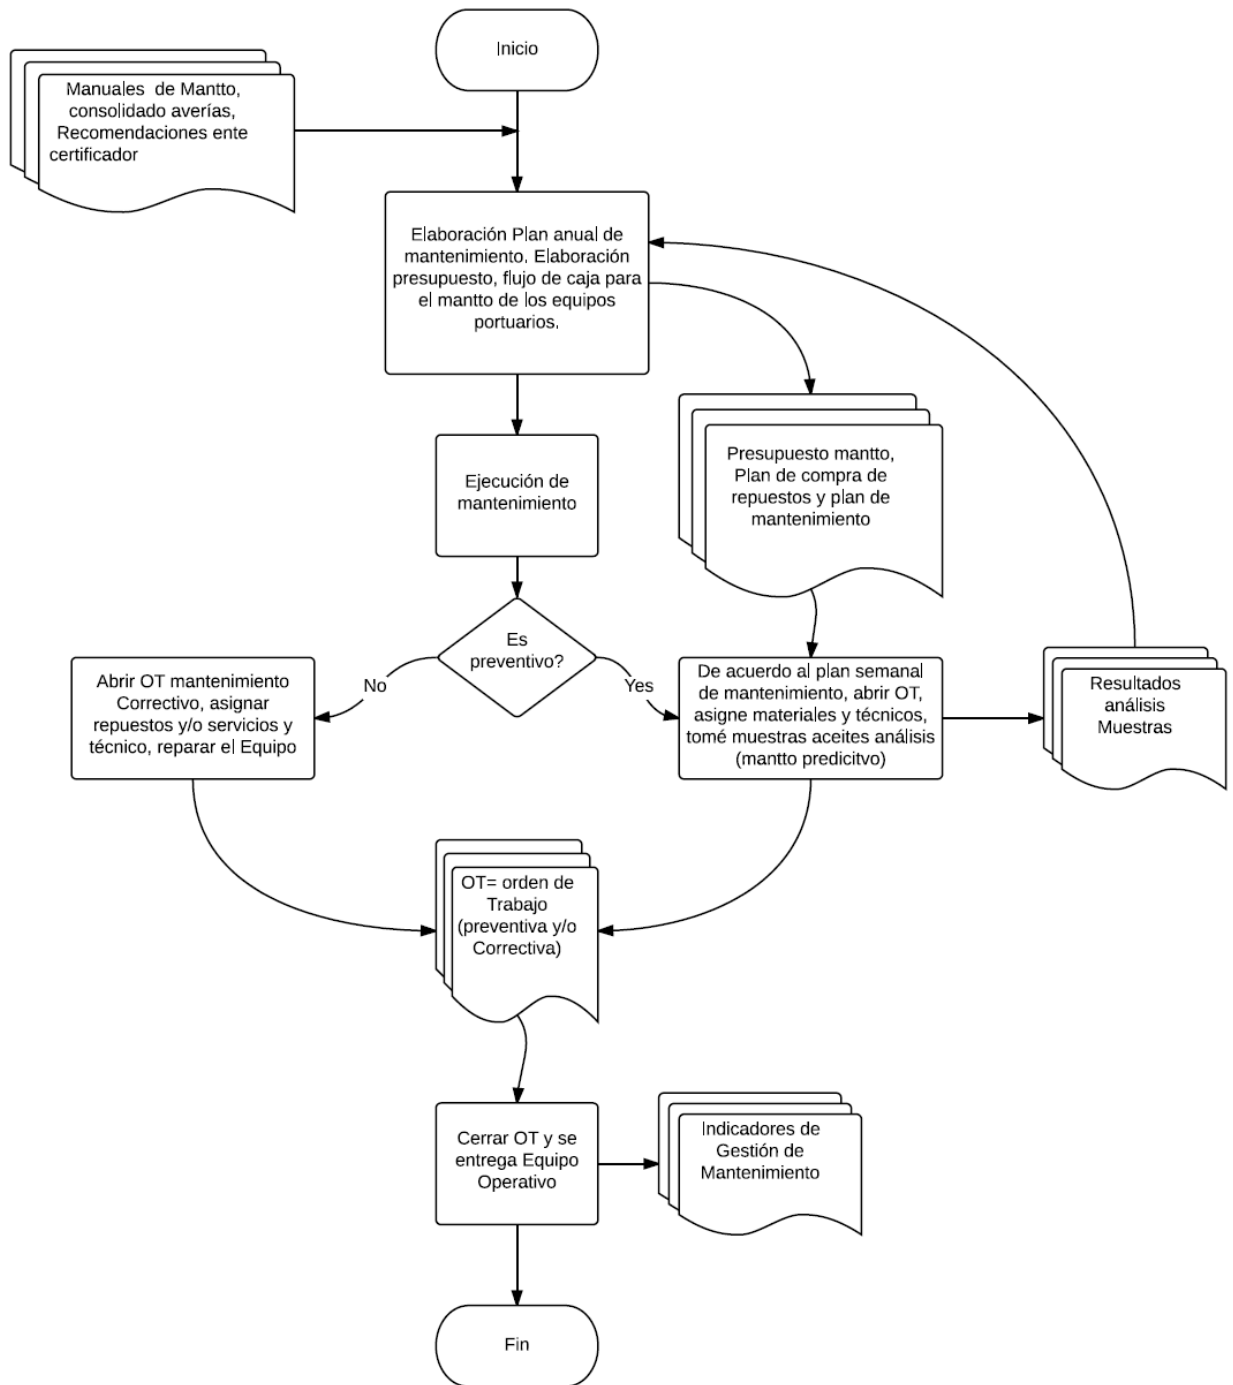 Inicio
Manuales de Mantto,
consolidado averías,
Recomendaciones ente
certificador
Elaboración Plan anual de
mantenimiento. Elaboración
presupuesto, flujo de caja para
el mantto de los equipos
portuarios.
Presupuesto mantto,
Plan de compra de
repuestos y plan de
mantenimiento
Ejecución de
mantenimiento
Es
preventivo?
No
Yes
Abrir OT mantenimiento
Correctivo, asignar
repuestos y/o servicios y
técnico, reparar el Equipo
De acuerdo al plan semanal
de mantenimiento, abrir OT,
asigne materiales y técnicos,
tomé muestras aceites análisis
(mantto predicitvo)
Resultados
análisis
Muestras
OT= orden de
Trabajo
(preventiva y/o
Correctiva)
Cerrar OT y se
entrega Equipo
Operativo
Indicadores de
Gestión de
Mantenimiento
Fin